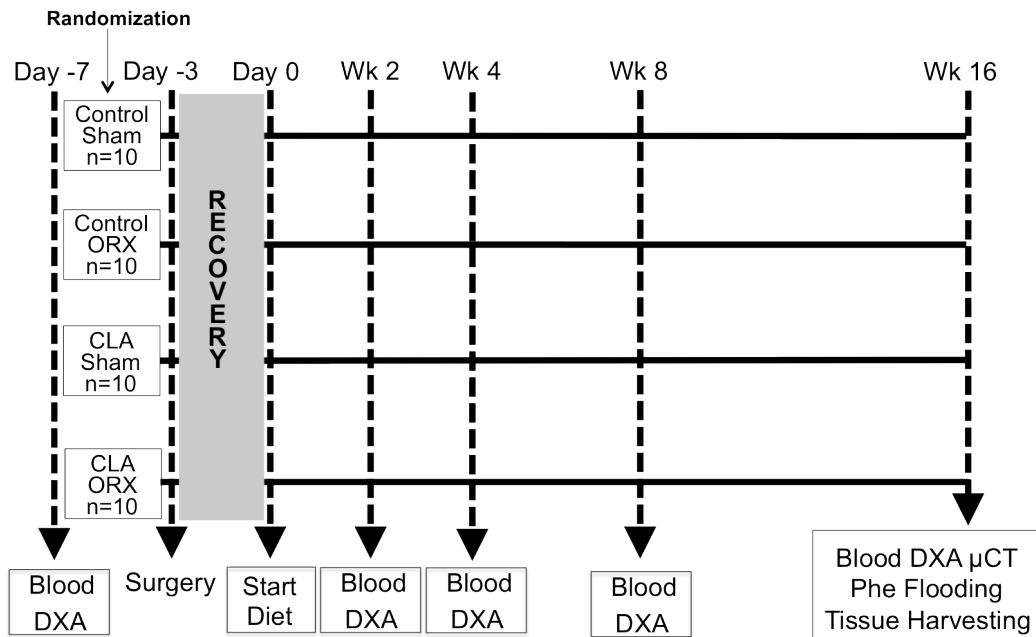 Randomization
Day -7 Day -3 Day 0 Wk 2 Wk 4 Wk 8 Wk 16
Control
Sham
n=10
Control
ORX
n=10
CLA
Sham
n=10
CLA
ORX
n=10
RECOVERY
Blood
DXA
Surgery
Start
Diet
Blood
DXA
Blood
DXA
Blood
DXA
Blood DXA µCT
Phe Flooding
Tissue Harvesting